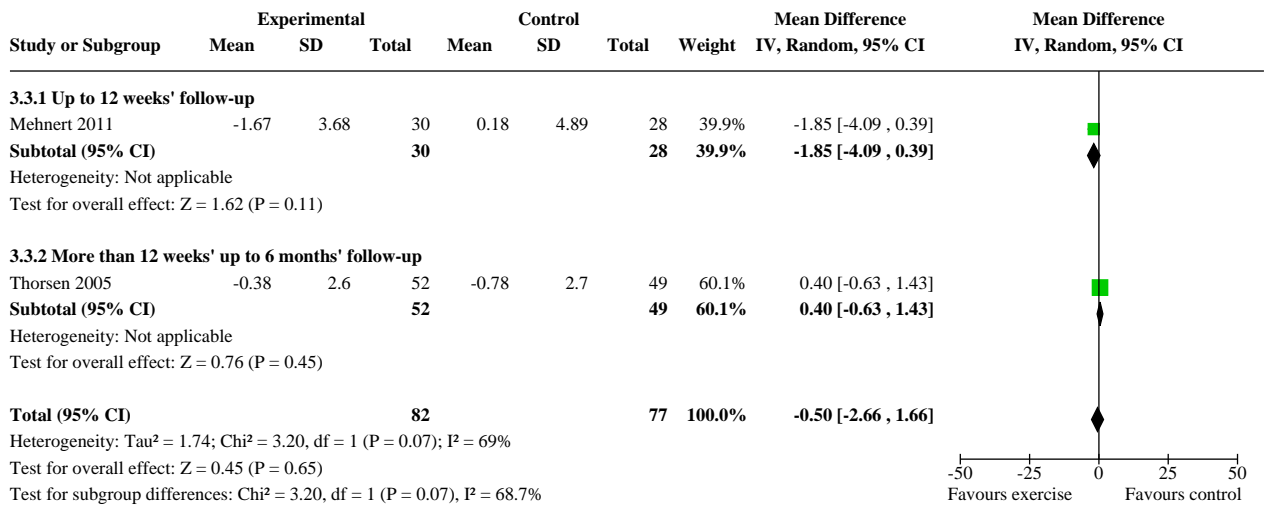 Experimental Control Mean Difference Mean Difference
Study or Subgroup Mean SD Total Mean SD Total Weight IV, Random, 95% CI IV, Random, 95% CI
3.3.1 Up to 12 weeks' follow-up
Mehnert 2011 -1.67 3.68 30 0.18 4.89 28 39.9% -1.85 [-4.09 , 0.39]
Subtotal (95% CI) 30 28 39.9% -1.85 [-4.09 , 0.39]
Heterogeneity: Not applicable
Test for overall effect: Z = 1.62 (P = 0.11)
3.3.2 More than 12 weeks' up to 6 months' follow-up
Thorsen 2005 -0.38 2.6 52 -0.78 2.7 49 60.1% 0.40 [-0.63 , 1.43]
Subtotal (95% CI) 52 49 60.1% 0.40 [-0.63 , 1.43]
Heterogeneity: Not applicable
Test for overall effect: Z = 0.76 (P = 0.45)
Total (95% CI) 82 77 100.0% -0.50 [-2.66 , 1.66]
Heterogeneity: Tau² = 1.74; Chi² = 3.20, df = 1 (P = 0.07); I² = 69%
Test for overall effect: Z = 0.45 (P = 0.65)
Test for subgroup differences: Chi² = 3.20, df = 1 (P = 0.07), I² = 68.7%
-50 -25 0 25 50
Favours exercise Favours control